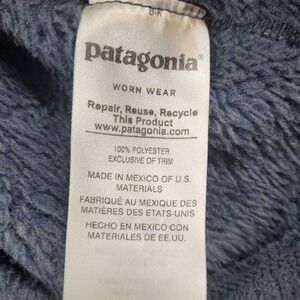 patagonia®
WORN WEAR
Repair, Reuse, Recycle
This Product
www.patagonia.com
100% POLYESTER
EXCLUSIVE OF TRIM
MADE IN MEXICO OF U.S.
MATERIALS
FABRIQUÉ AU MEXIQUE DES
MATIÈRES DES ETATS-UNIS
HECHO EN MÉXICO CON
MATERIALES DE EE.UU.